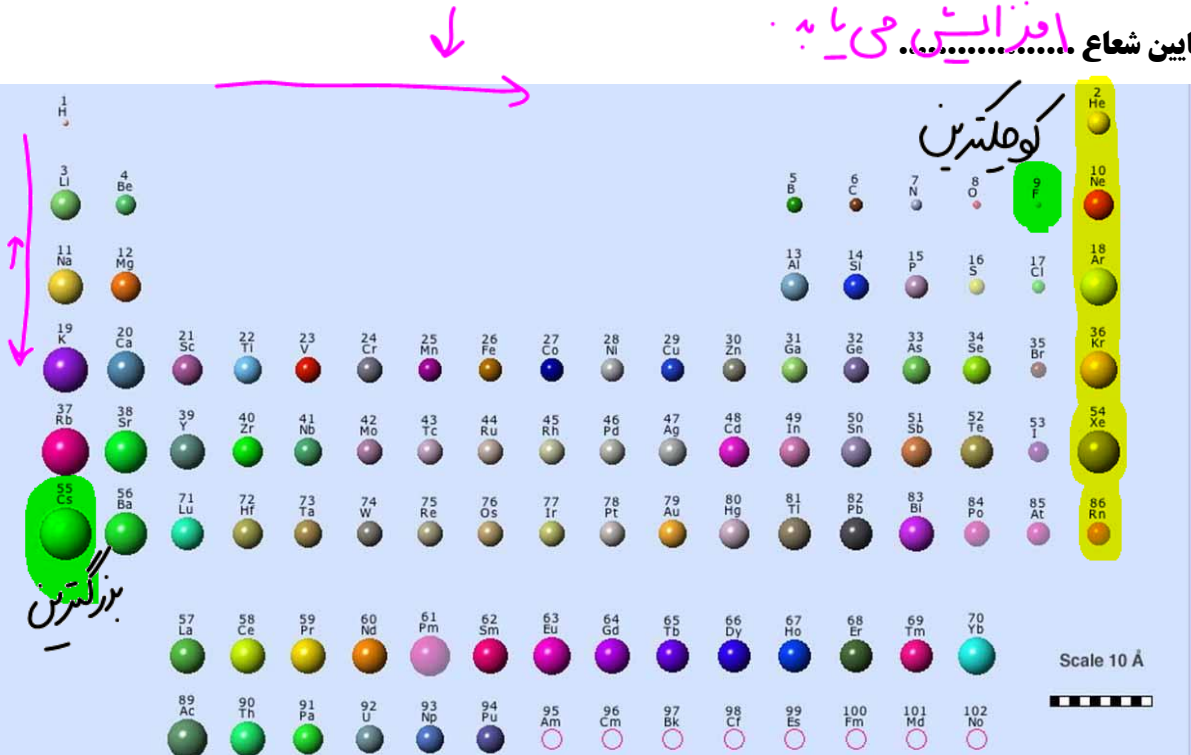 ایین شعاع .................. افزایش می یابد.
کوچکترین
1 2
H He
3 4 5 6 7 8 9 10
Li Be B C N O F Ne
11 12 13 14 15 16 17 18
Na Mg Al Si P S Cl Ar
19 20 21 22 23 24 25 26 27 28 29 30 31 32 33 34 35 36
K Ca Sc Ti V Cr Mn Fe Co Ni Cu Zn Ga Ge As Se Br Kr
37 38 39 40 41 42 43 44 45 46 47 48 49 50 51 52 53 54
Rb Sr Y Zr Nb Mo Tc Ru Rh Pd Ag Cd In Sn Sb Te I Xe
55 56 71 72 73 74 75 76 77 78 79 80 81 82 83 84 85 86
Cs Ba Lu Hf Ta W Re Os Ir Pt Au Hg Tl Pb Bi Po At Rn
بزرگترین
57 58 59 60 61 62 63 64 65 66 67 68 69 70
La Ce Pr Nd Pm Sm Eu Gd Tb Dy Ho Er Tm Yb
Scale 10 Å
89 90 91 92 93 94 95 96 97 98 99 100 101 102
Ac Th Pa U Np Pu Am Cm Bk Cf Es Fm Md No